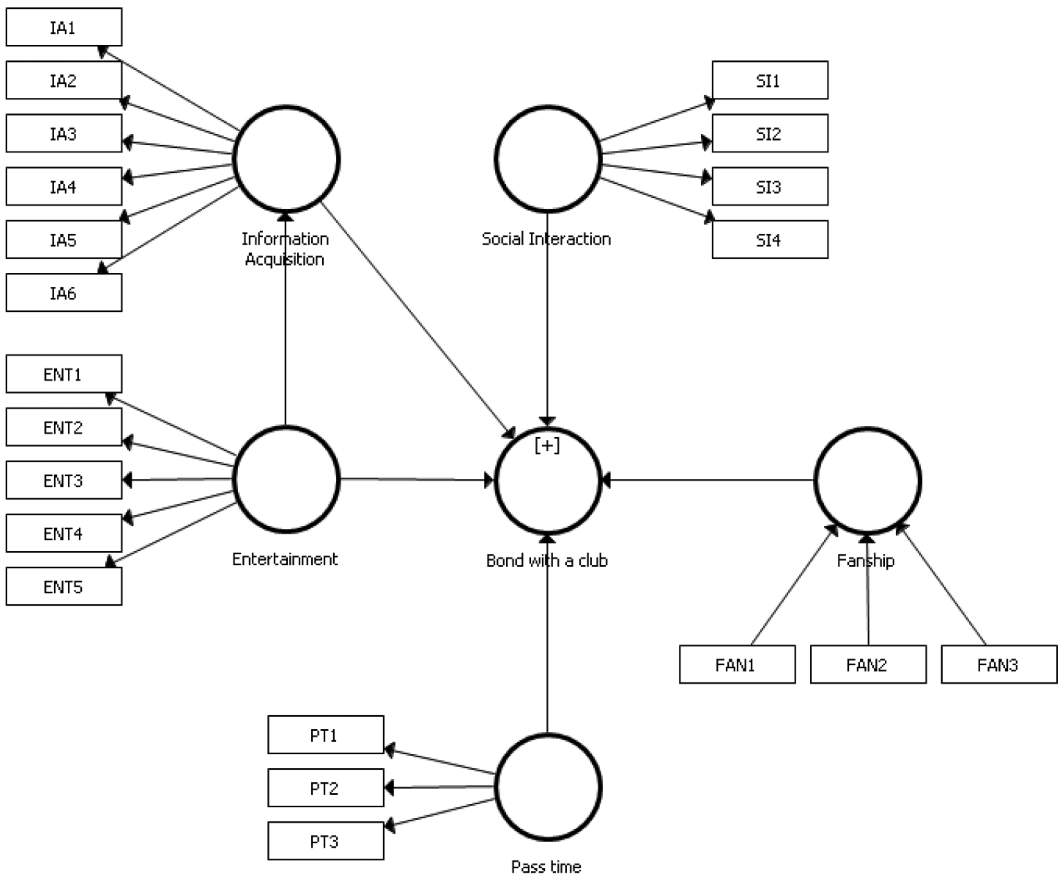 IA1
IA2
IA3
IA4
IA5
IA6
Information
Acquisition
SI1
SI2
SI3
SI4
Social Interaction
ENT1
ENT2
ENT3
ENT4
ENT5
Entertainment
[+]
Bond with a club
Fanship
FAN1
FAN2
FAN3
PT1
PT2
PT3
Pass time